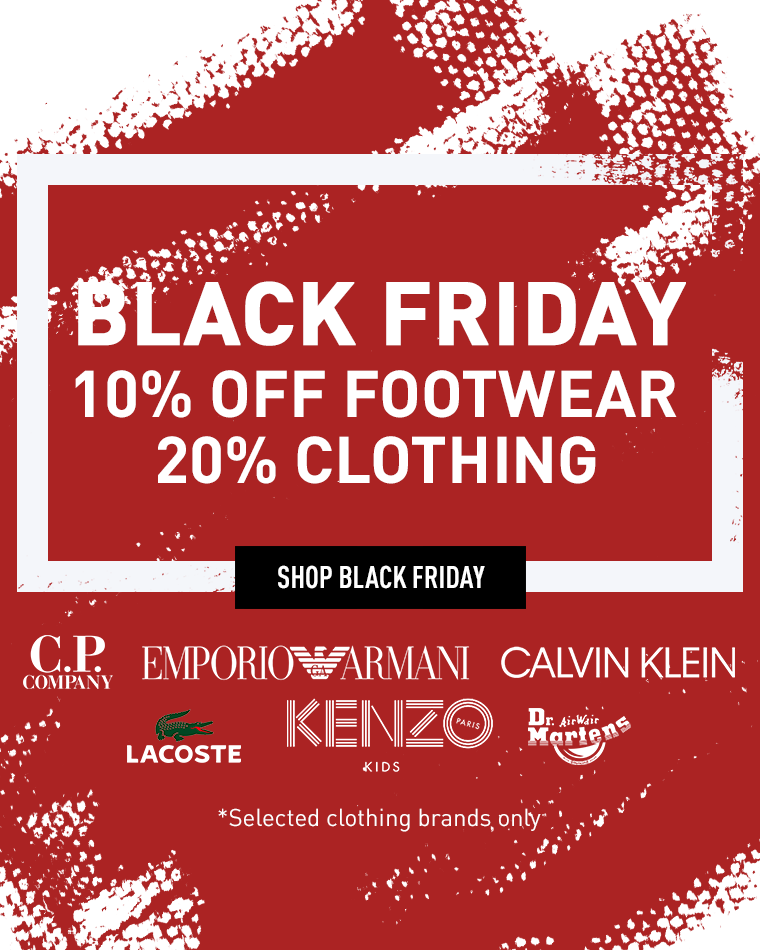 BLACK FRIDAY
10% OFF FOOTWEAR
20% CLOTHING
SHOP BLACK FRIDAY
C.P. COMPANY
EMPORIO GA ARMANI
CALVIN KLEIN
LACOSTE
KENZO PARIS
KIDS
Dr. AirWair
Martens
*Selected clothing brands only